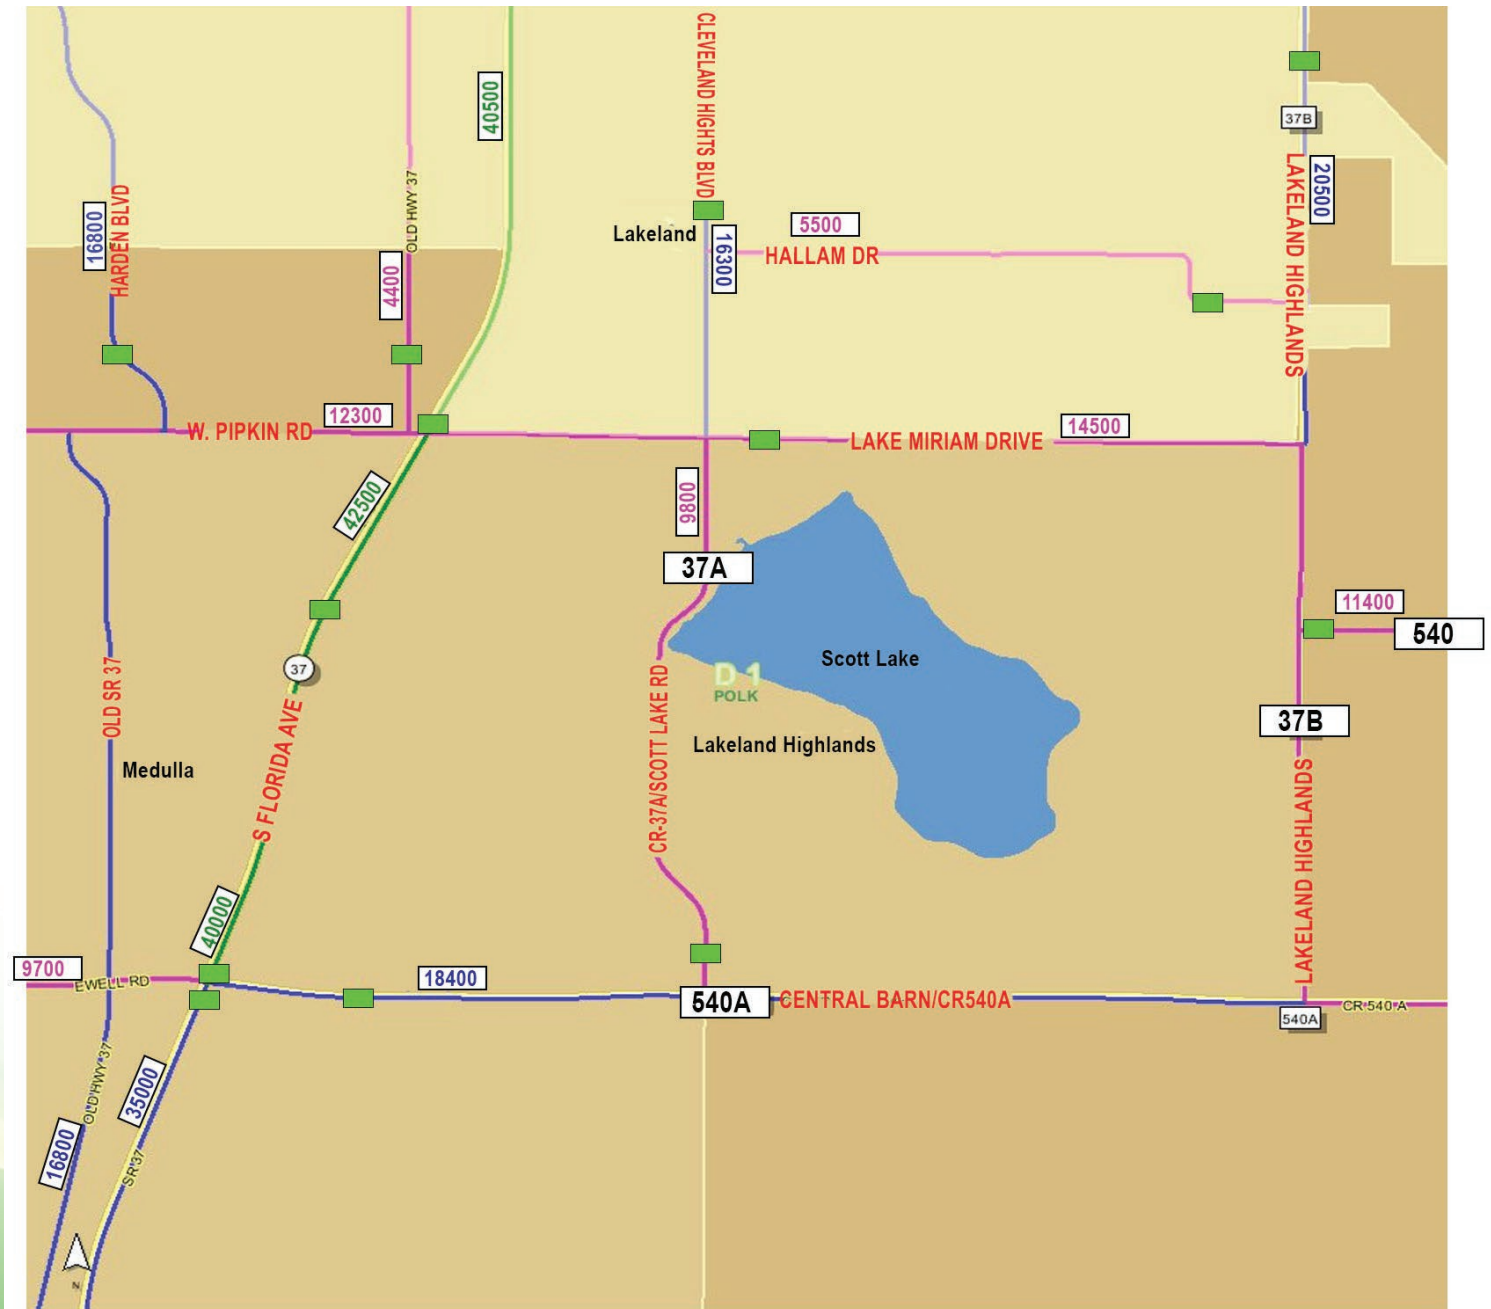 CLEVELAND HIGHTS BLVD
40500
37B
LAKELAND HIGHLANDS
20500
OLD HWY 37
16800
HARDEN BLVD
Lakeland
5500
16300
HALLAM DR
4400
12300
W. PIPKIN RD
14500
LAKE MIRIAM DRIVE
42500
9800
37A
11400
540
Scott Lake
37
OLD SR 37
D 1
POLK
CR-37A/SCOTT LAKE RD
S FLORIDA AVE
37B
Lakeland Highlands
Medulla
LAKELAND HIGHLANDS
40000
9700
EWELL RD
18400
540A
CENTRAL BARN/CR540A
CR 540 A
540A
OLD HWY 37
35000
16800
SR 37
N